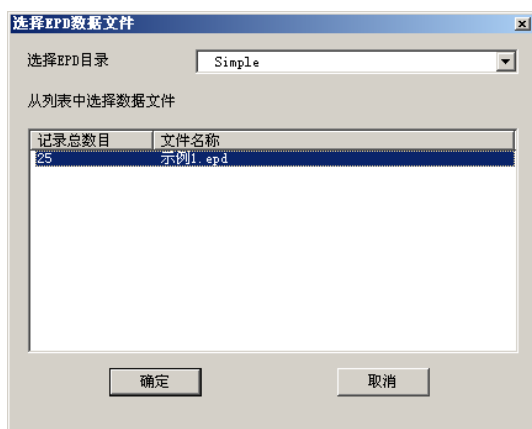 选择EPD数据文件
选择EPD目录 Simple
从列表中选择数据文件
记录总数目 文件名称
25 示例1.epd
确定 取消